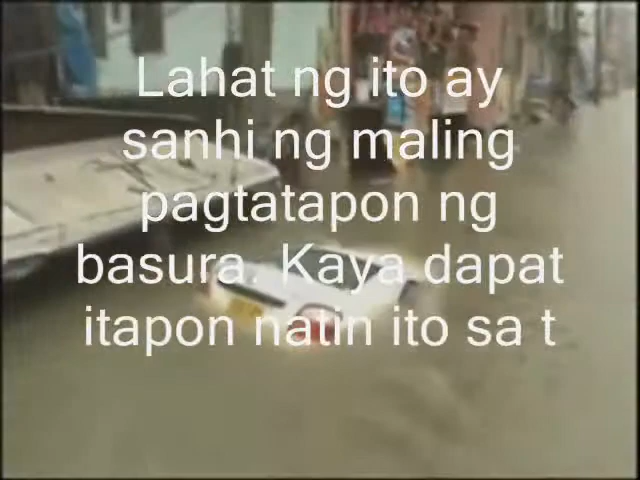 Lahat ng ito ay
sanhi ng maling
pagtatapon ng
basura. Kaya dapat
itapon natin ito sa t